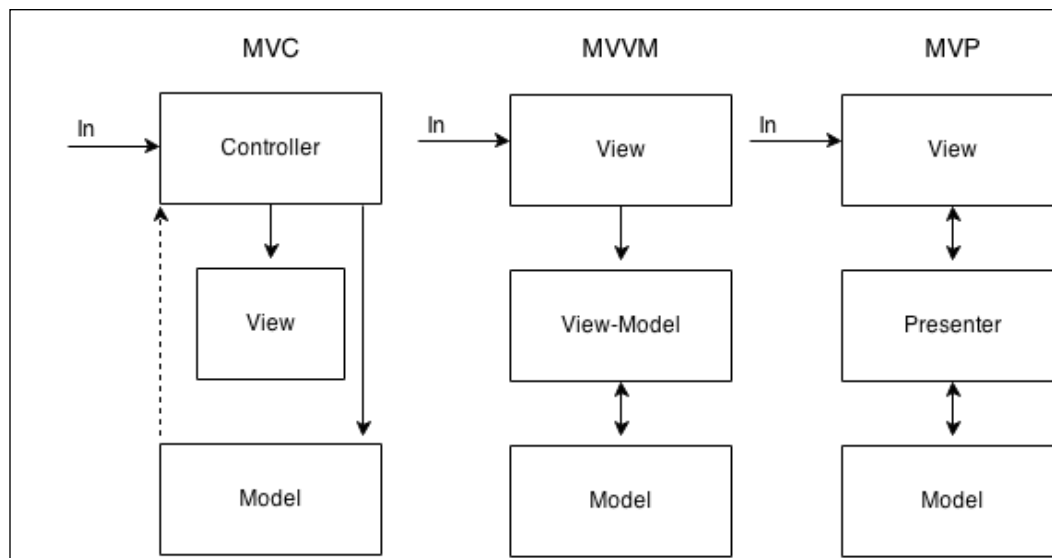 MVC
MVVM
MVP
In
Controller
In
View
In
View
View
View-Model
Presenter
Model
Model
Model